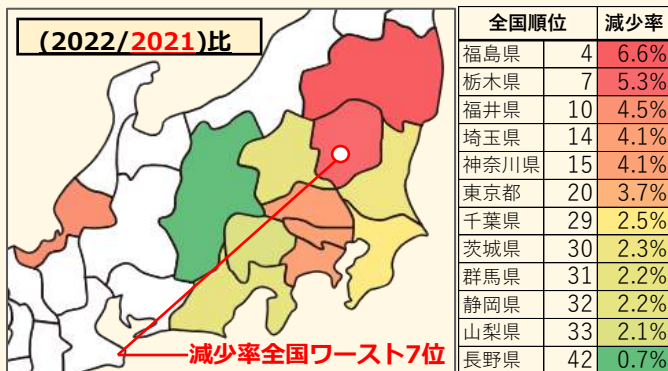 (2022/2021)比
減少率全国ワースト7位
全国順位 減少率
福島県 4 6.6%
栃木県 7 5.3%
福井県 10 4.5%
埼玉県 14 4.1%
神奈川県 15 4.1%
東京都 20 3.7%
千葉県 29 2.5%
茨城県 30 2.3%
群馬県 31 2.2%
静岡県 32 2.2%
山梨県 33 2.1%
長野県 42 0.7%